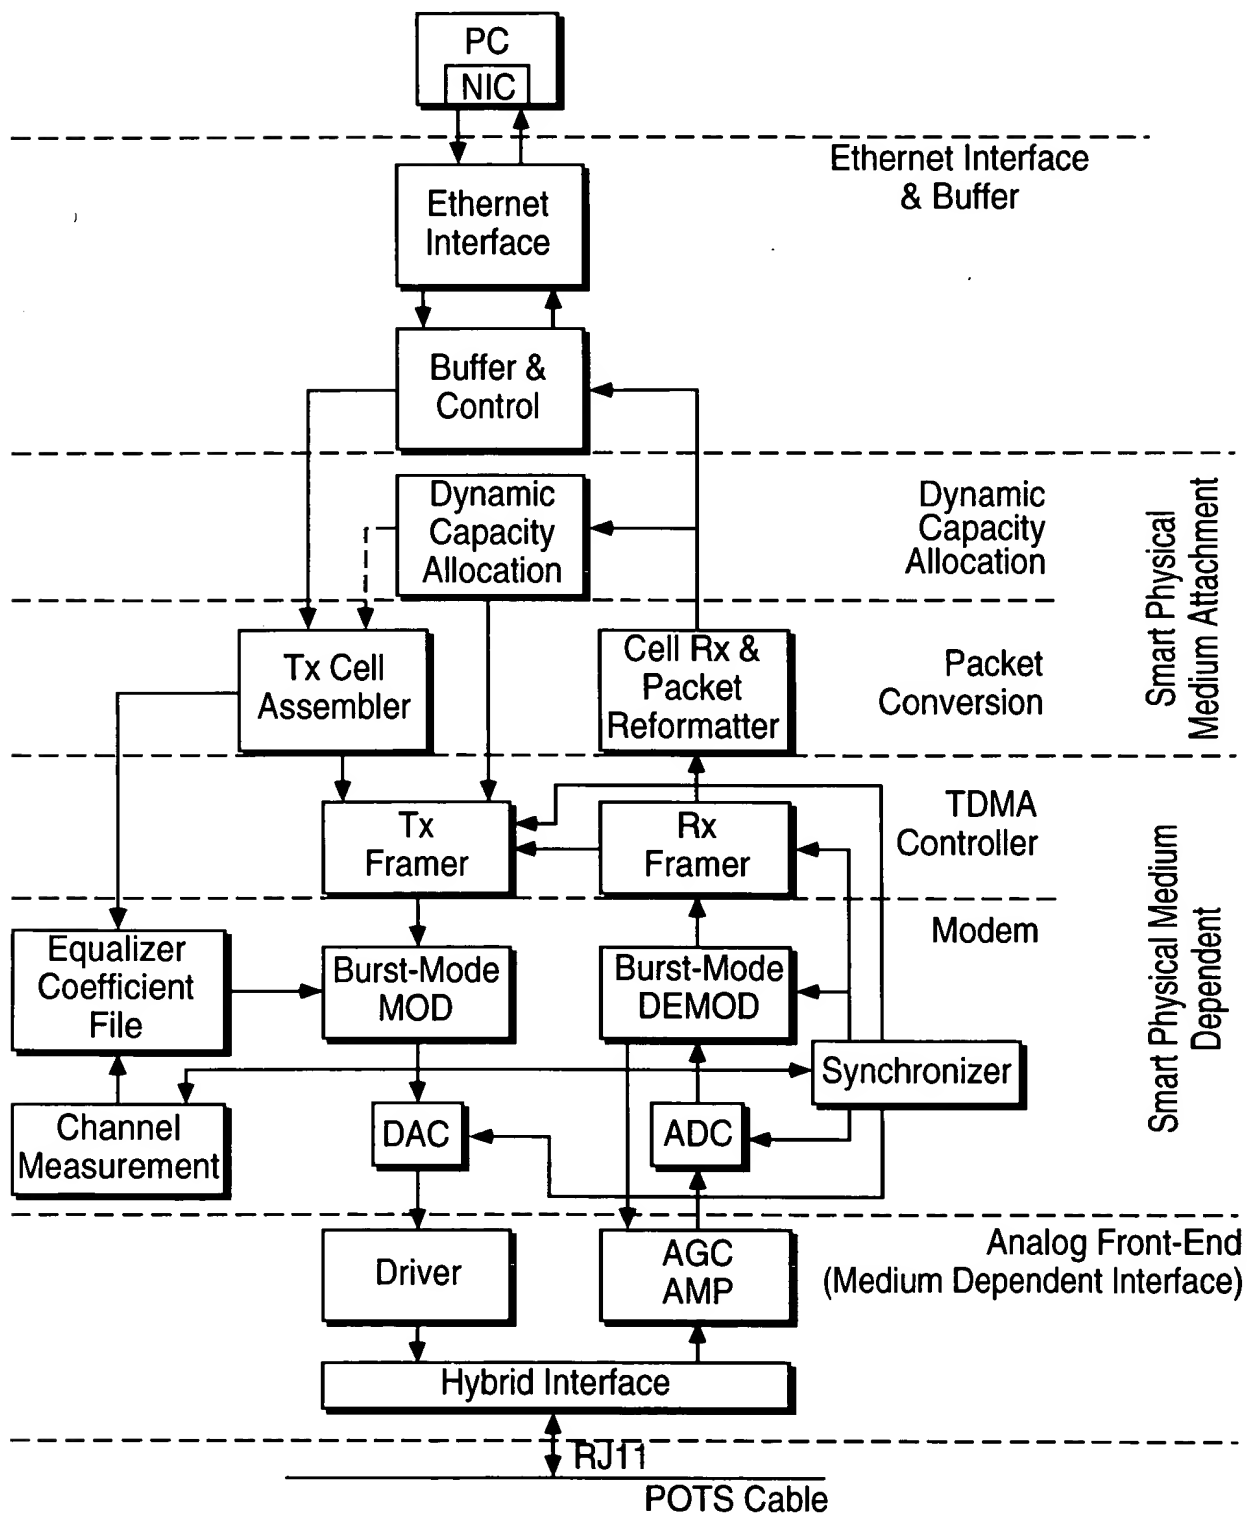 PC
NIC
Ethernet Interface
& Buffer
Ethernet
Interface
Buffer &
Control
Dynamic
Capacity
Allocation
Dynamic
Capacity
Allocation
Smart Physical
Medium Attachment
Tx Cell
Assembler
Cell Rx &
Packet
Reformatter
Packet
Conversion
Tx
Framer
Rx
Framer
TDMA
Controller
Smart Physical Medium
Dependent
Modem
Equalizer
Coefficient
File
Burst-Mode
MOD
Burst-Mode
DEMOD
Synchronizer
Channel
Measurement
DAC
ADC
Driver
AGC
AMP
Analog Front-End
(Medium Dependent Interface)
Hybrid Interface
RJ11
POTS Cable